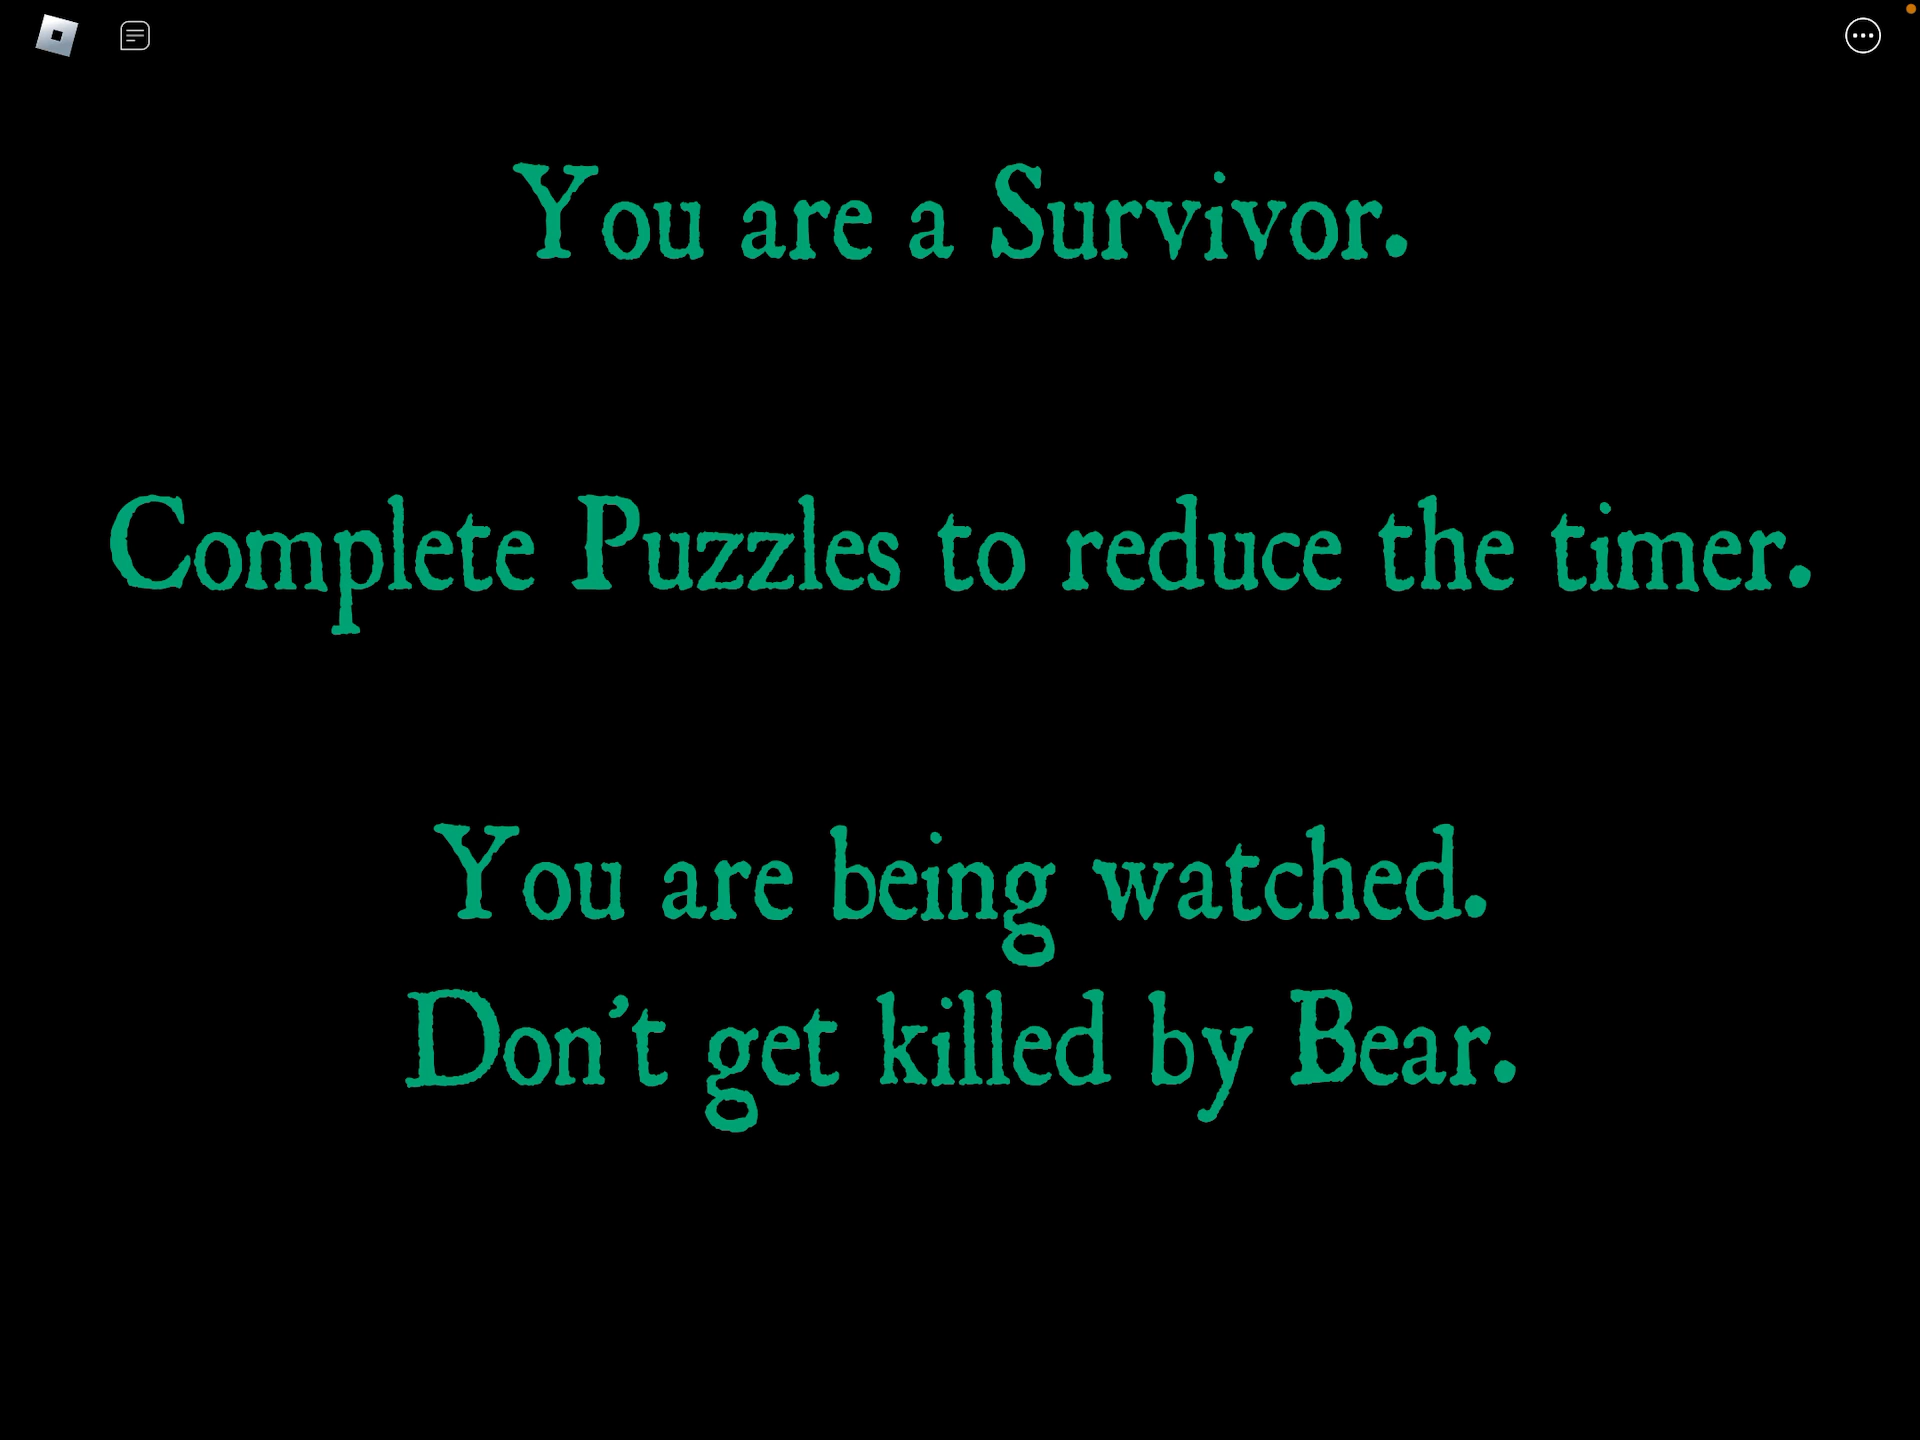 You are a Survivor.
Complete Puzzles to reduce the timer.
You are being watched.
Don't get killed by Bear.